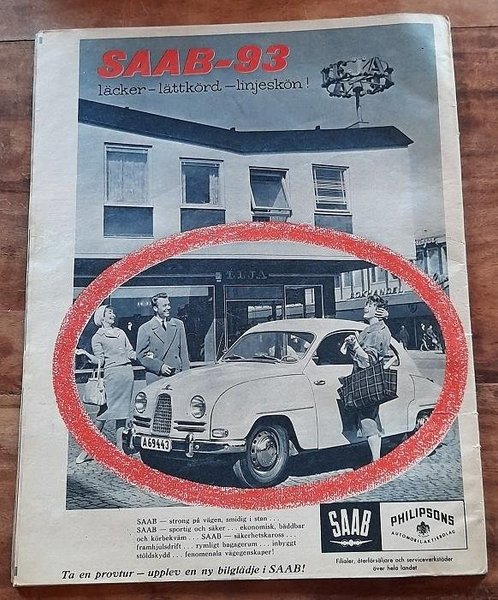 SAAB-93
läcker - lättkörd - linjeskön!
ELJA
A69443
SAAB — strong på vägen, smidig i stan . . .
SAAB — sportig och säker . . . ekonomisk, bäddbar
och körbekväm . . . SAAB — säkerhetskaross . . .
framhjulsdrift . . . rymligt bagagerum . . . inbyggt
stöldskydd . . . fenomenala vägegenskaper!
Ta en provtur — upplev en ny bilglädje i SAAB!
SAAB
PHILIPSONS
AUTOMOBILAKTIEBOLAG
Filialer, återförsäljare och serviceverkstäder
över hela landet